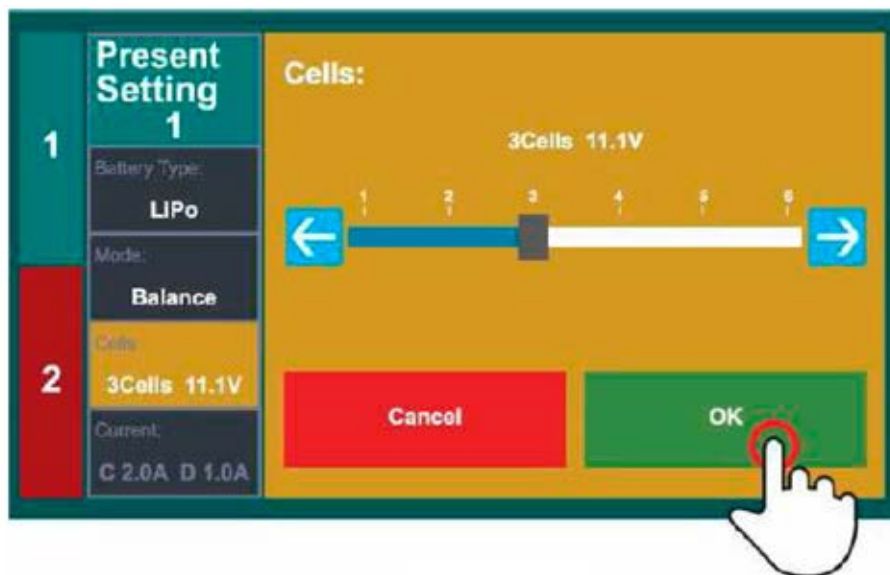 1
2
Present
Setting
1
Battery Type:
LiPo
Mode:
Balance
Cells
3Cells 11.1V
Current:
C 2.0A D 1.0A
Cells:
3Cells 11.1V
1 2 3 4 5 6
Cancel
OK